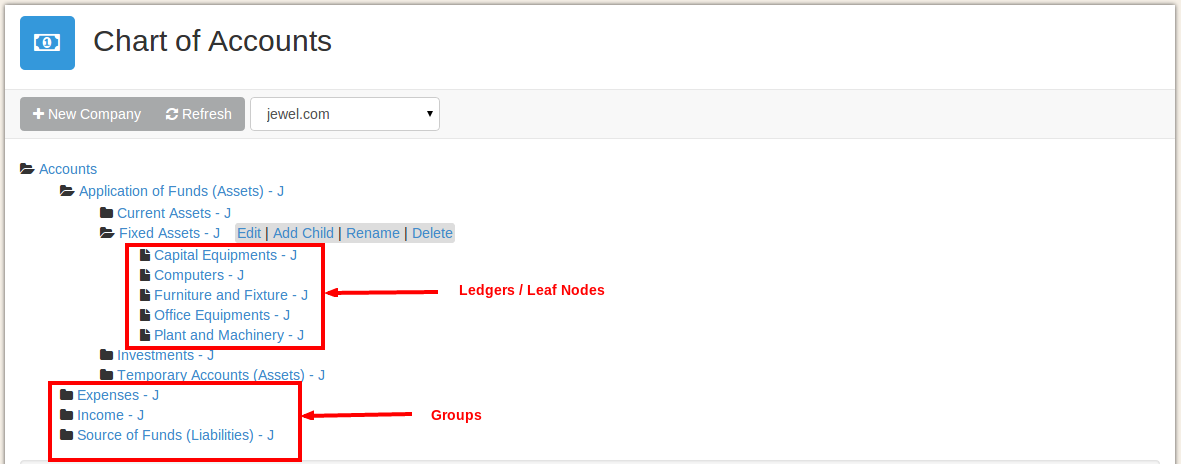 Chart of Accounts
New Company Refresh jewel.com
Accounts
Application of Funds (Assets) - J
Current Assets - J
Fixed Assets - J Edit | Add Child | Rename | Delete
Capital Equipments - J
Computers - J
Furniture and Fixture - J
Ledgers / Leaf Nodes
Office Equipments - J
Plant and Machinery - J
Investments - J
Temporary Accounts (Assets) - J
Expenses - J
Income - J
Groups
Source of Funds (Liabilities) - J